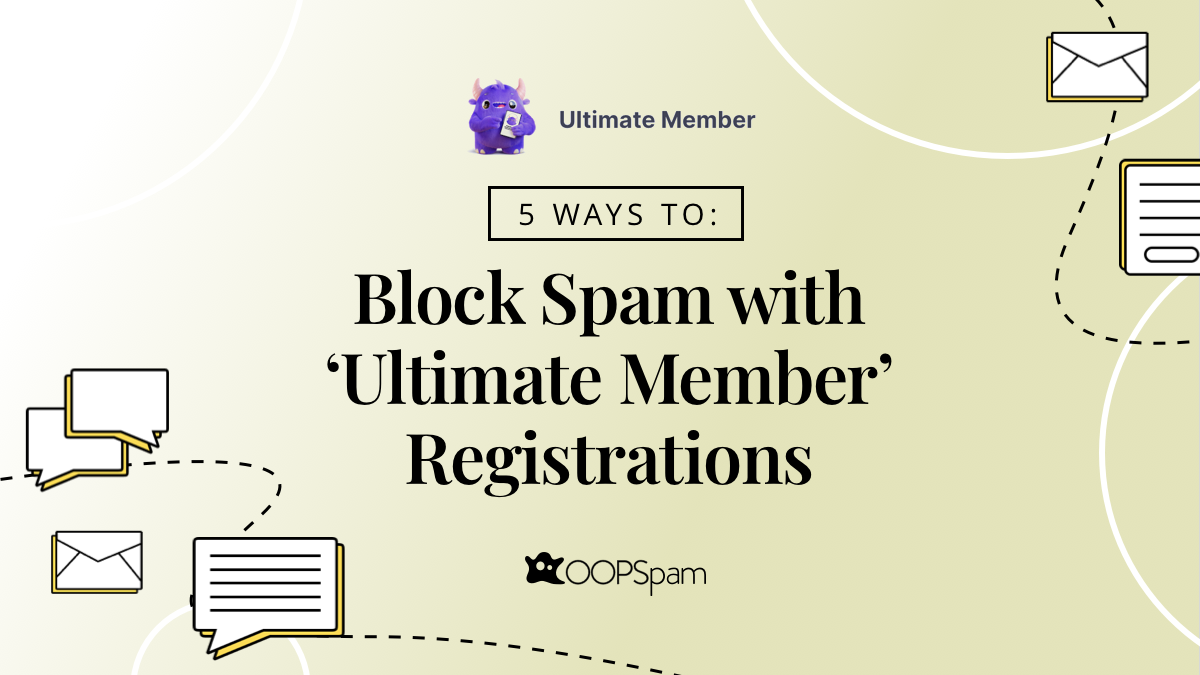 Ultimate Member
5 WAYS TO:
Block Spam with
‘Ultimate Member’
Registrations
OOPSpam